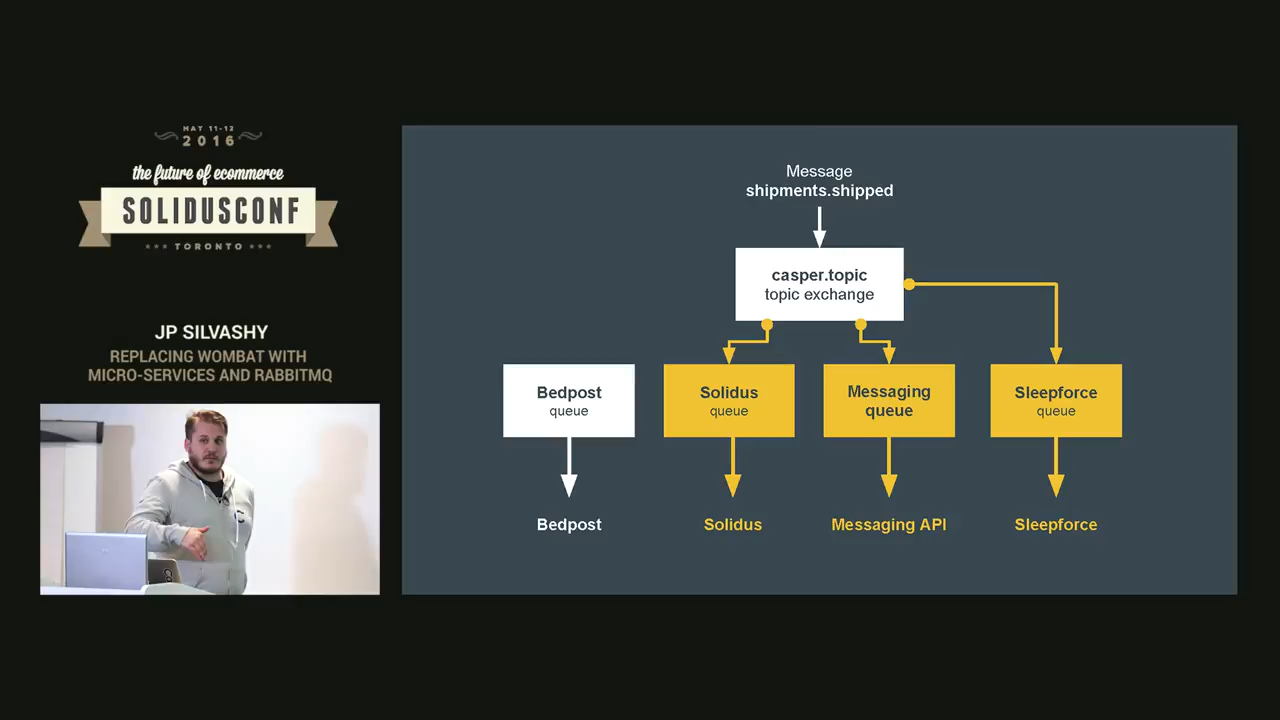 MAY 11-12
2016
the future of ecommerce
SOLIDUSCONF
TORONTO
JP SILVASHY
REPLACING WOMBAT WITH
MICRO-SERVICES AND RABBITMQ
Message
shipments.shipped
casper.topic
topic exchange
Bedpost
queue
Solidus
queue
Messaging
queue
Sleepforce
queue
Bedpost
Solidus
Messaging API
Sleepforce